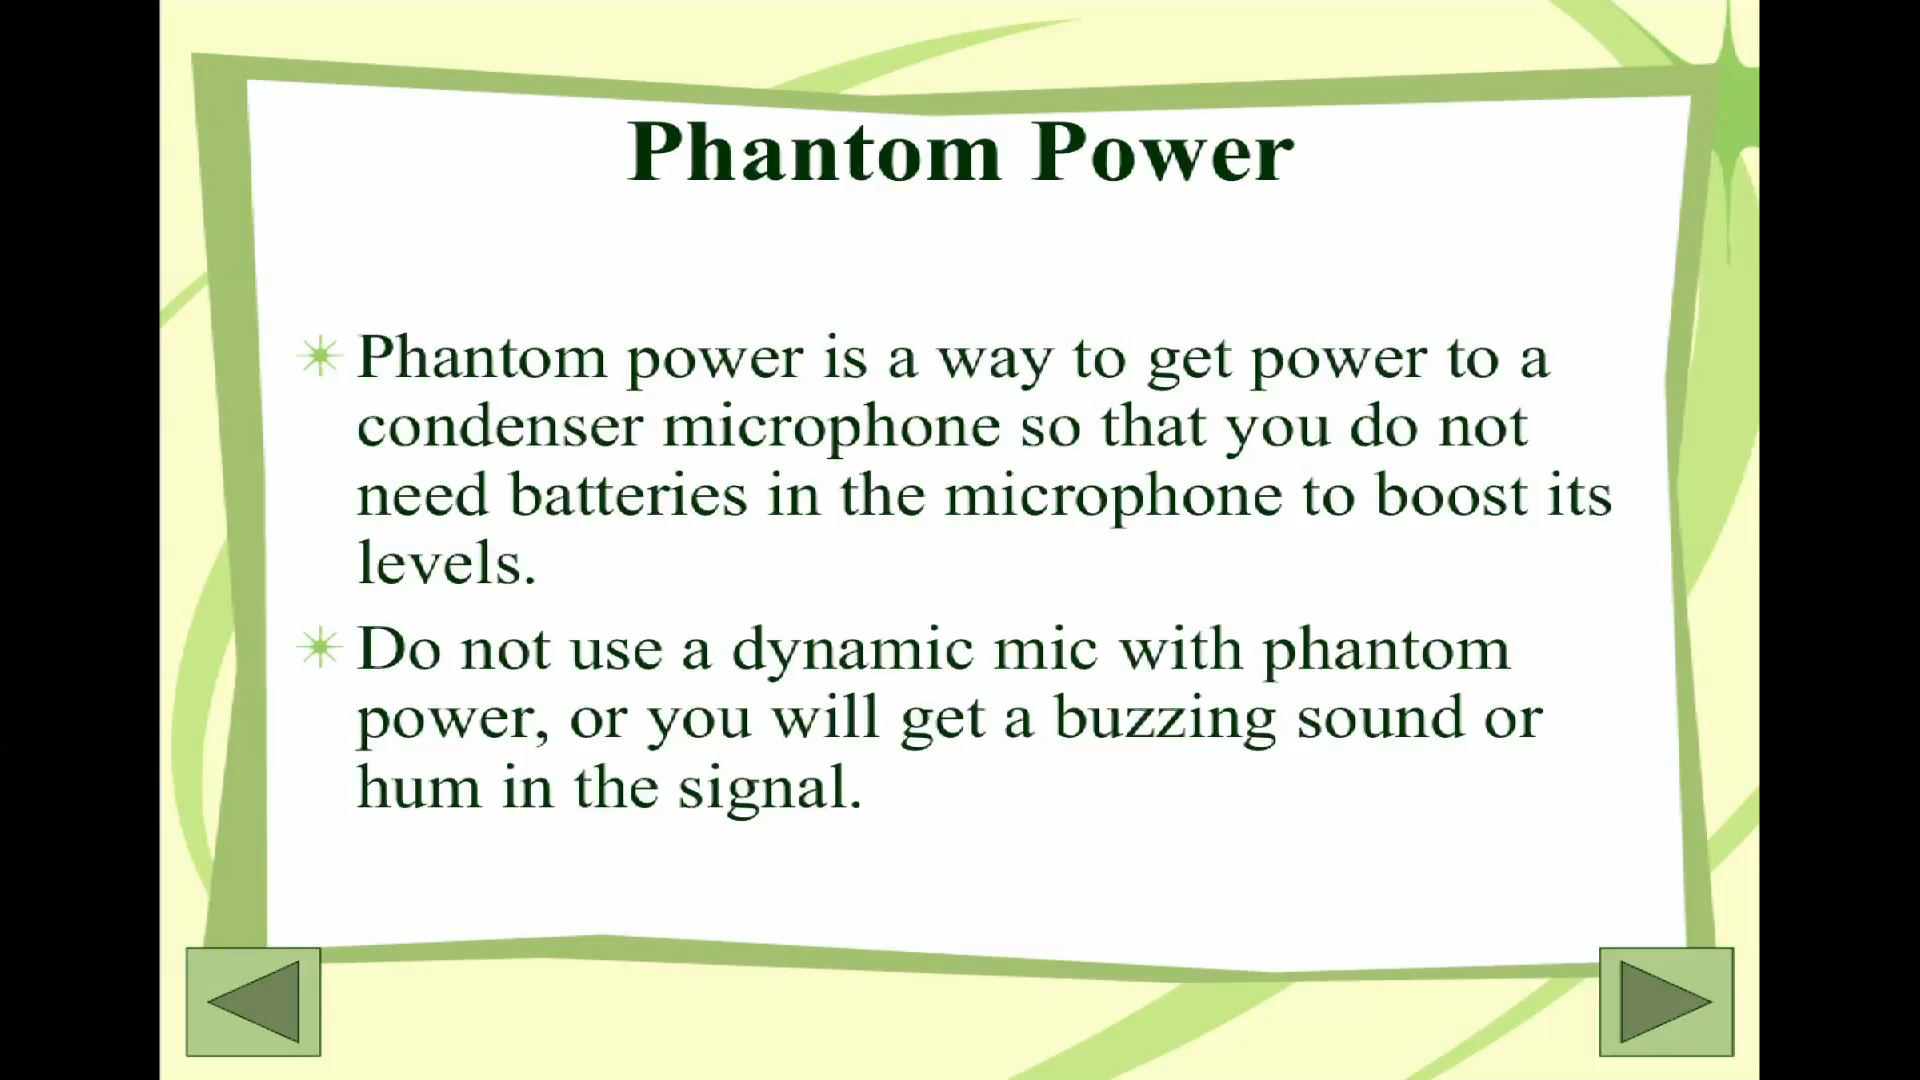 Phantom Power
Phantom power is a way to get power to a
condenser microphone so that you do not
need batteries in the microphone to boost its
levels.
Do not use a dynamic mic with phantom
power, or you will get a buzzing sound or
hum in the signal.